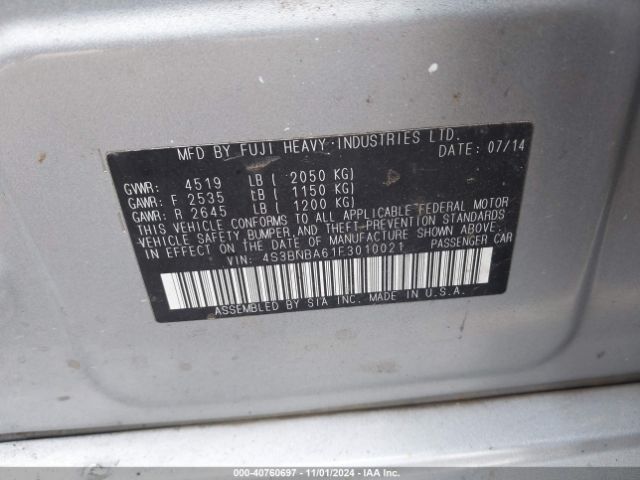 MFD BY FUJI HEAVY INDUSTRIES LTD.
DATE: 07/14
GVWR: 4519 LB ( 2050 KG)
GAWR: F 2535 LB ( 1150 KG)
GAWR: R 2645 LB ( 1200 KG)
THIS VEHICLE CONFORMS TO ALL APPLICABLE FEDERAL MOTOR
VEHICLE SAFETY BUMPER, AND THEFT PREVENTION STANDARDS
IN EFFECT ON THE DATE OF MANUFACTURE SHOWN ABOVE.
VIN: 4S3BNBA61F3010021 PASSENGER CAR
ASSEMBLED BY SIA INC. MADE IN U.S.A.
000-40760697 - 11/01/2024 - IAA Inc.